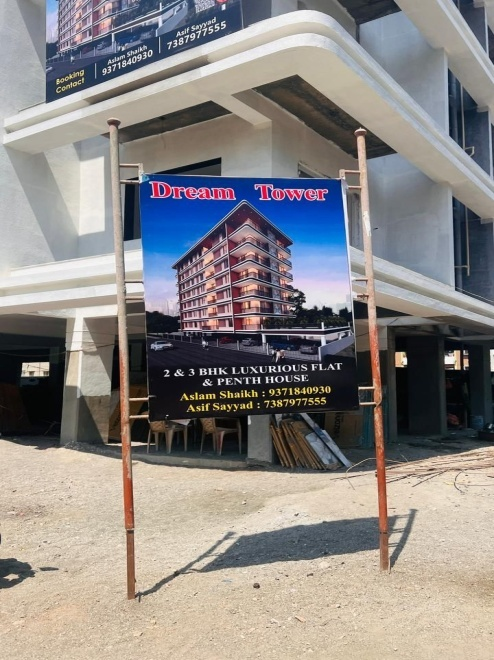 Booking
Contact
Aslam Shaikh
9371840930
Asif Sayyad
7387977555
Dream Tower
2 & 3 BHK LUXURIOUS FLAT
& PENTH HOUSE
Aslam Shaikh : 9371840930
Asif Sayyad : 7387977555